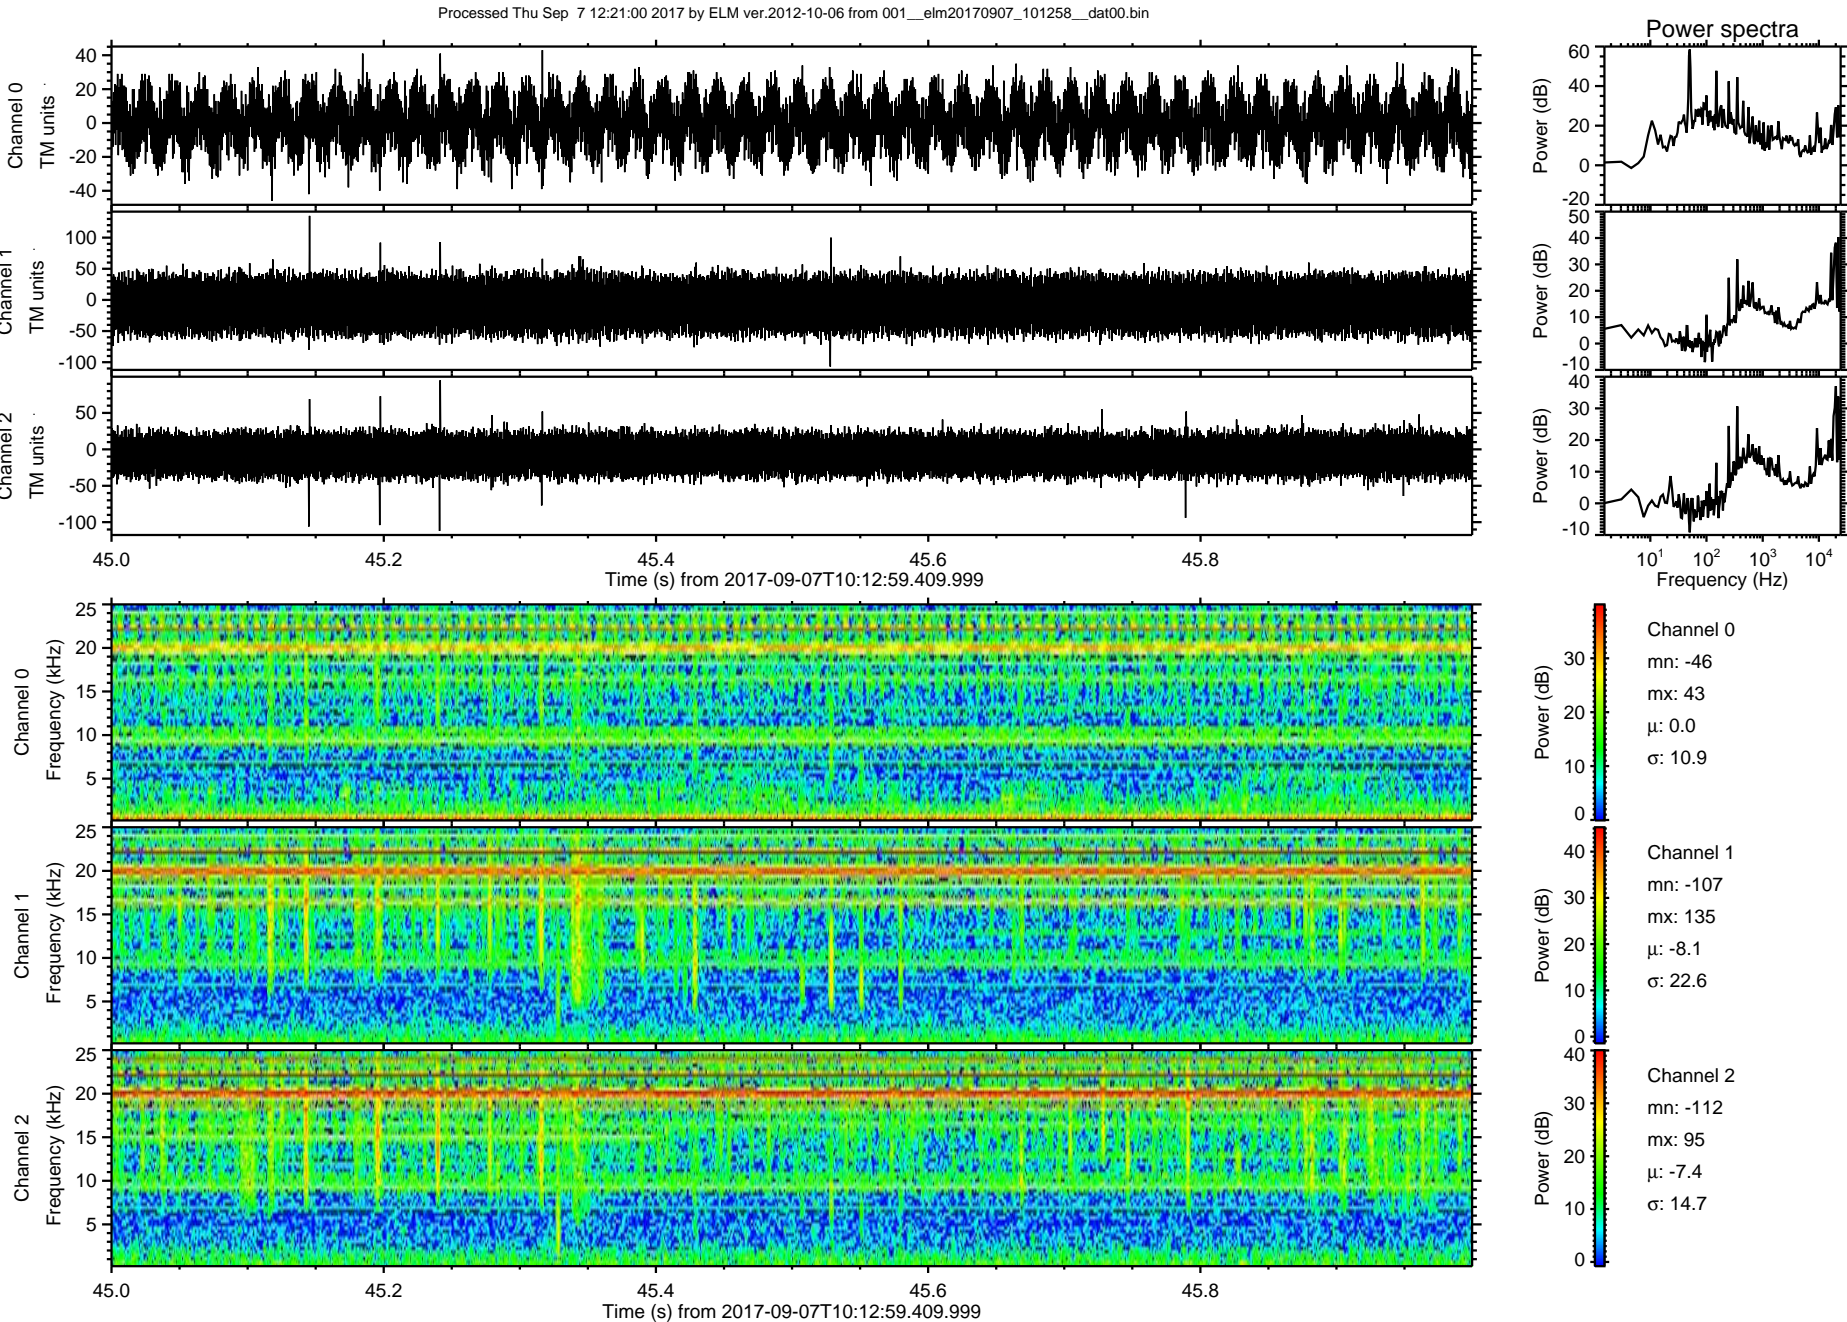 Processed Thu Sep  7 12:21:00 2017 by ELM ver.2012-10-06 from 001__elm20170907_101258__dat00.bin
Power spectra
Channel 0
TM units
40
20
0
-20
-40
Power (dB)
60
40
20
0
-20
Channel 1
TM units
100
50
0
-50
-100
Power (dB)
50
40
30
20
10
0
-10
Channel 2
TM units
50
0
-50
-100
Power (dB)
40
30
20
10
0
-10
45.0 45.2 45.4 45.6 45.8
Time (s) from 2017-09-07T10:12:59.409.999
10^1 10^2 10^3 10^4
Frequency (Hz)
Channel 0
Frequency (kHz)
25
20
15
10
5
Power (dB)
30
20
10
0
Channel 0
mn: -46
mx: 43
μ: 0.0
σ: 10.9
Channel 1
Frequency (kHz)
25
20
15
10
5
Power (dB)
40
30
20
10
0
Channel 1
mn: -107
mx: 135
μ: -8.1
σ: 22.6
Channel 2
Frequency (kHz)
25
20
15
10
5
Power (dB)
40
30
20
10
0
Channel 2
mn: -112
mx: 95
μ: -7.4
σ: 14.7
45.0 45.2 45.4 45.6 45.8
Time (s) from 2017-09-07T10:12:59.409.999